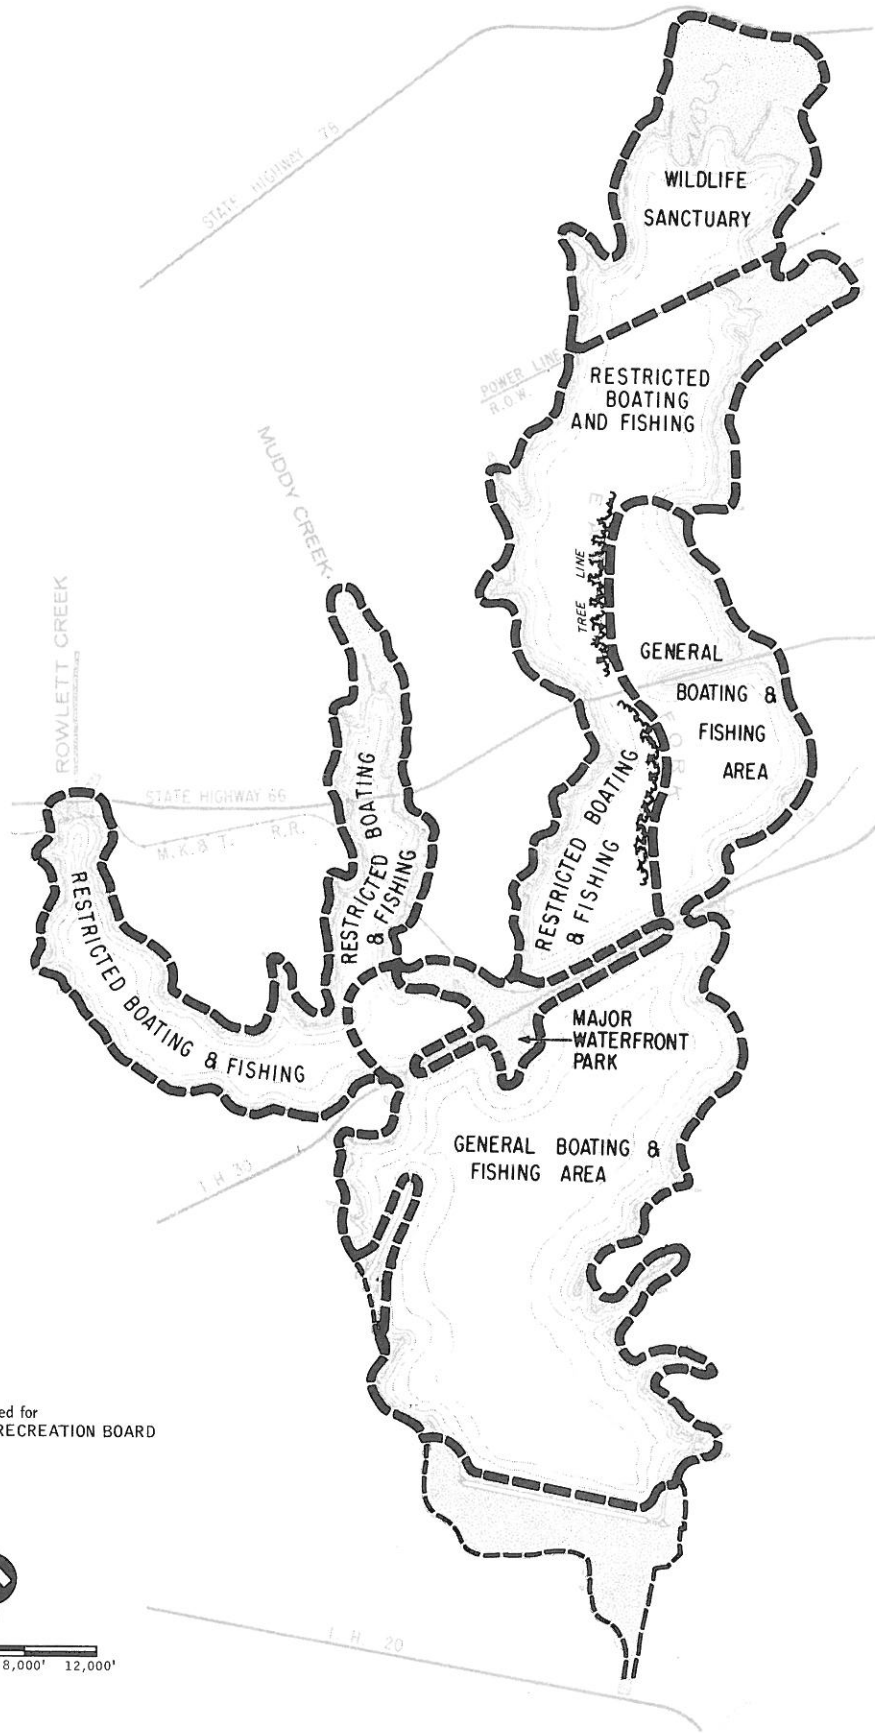 STATE HIGHWAY 78
WILDLIFE
SANCTUARY
POWER LINE
R.O.W.
RESTRICTED
BOATING
AND FISHING
MUDDY CREEK
TREE LINE
ROWLETT CREEK
GENERAL
BOATING &
FISHING
AREA
FORK
STATE HIGHWAY 66
M.K.& T. R.R.
RESTRICTED BOATING
& FISHING
RESTRICTED BOATING
& FISHING
RESTRICTED BOATING & FISHING
MAJOR
WATERFRONT
PARK
GENERAL BOATING &
FISHING AREA
I H 30
ed for
RECREATION BOARD
8,000' 12,000'
I. H. 20